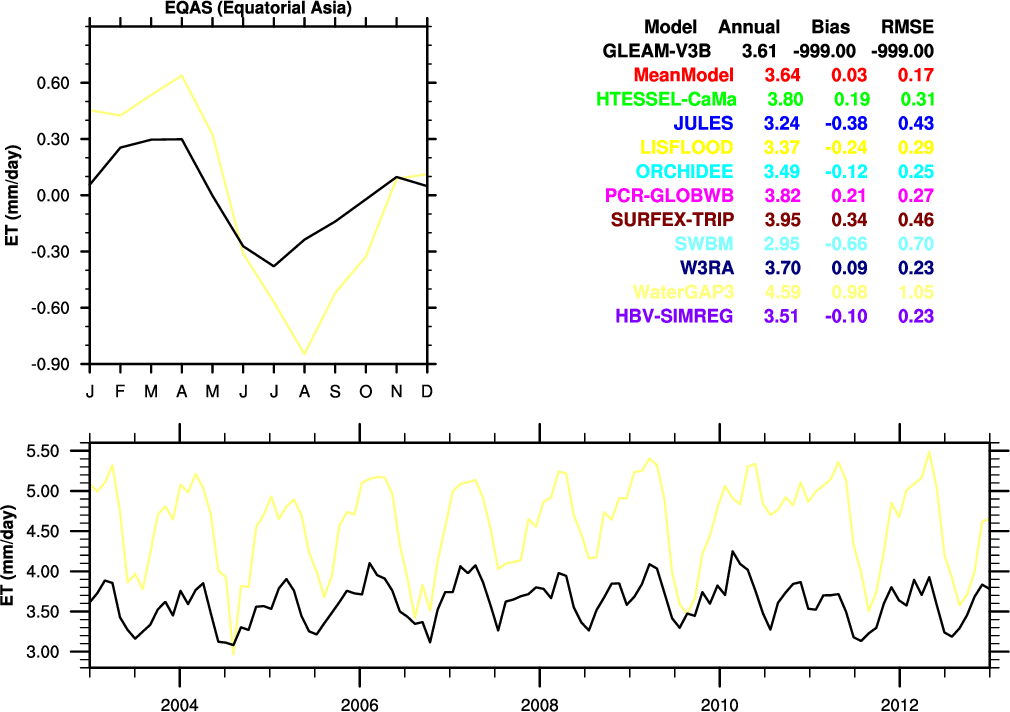 EQAS (Equatorial Asia)
Model Annual Bias RMSE
GLEAM-V3B 3.61 -999.00 -999.00
MeanModel 3.64 0.03 0.17
HTESSEL-CaMa 3.80 0.19 0.31
JULES 3.24 -0.38 0.43
LISFLOOD 3.37 -0.24 0.29
ORCHIDEE 3.49 -0.12 0.25
PCR-GLOBWB 3.82 0.21 0.27
SURFEX-TRIP 3.95 0.34 0.46
SWBM 2.95 -0.66 0.70
W3RA 3.70 0.09 0.23
WaterGAP3 4.59 0.98 1.05
HBV-SIMREG 3.51 -0.10 0.23
ET (mm/day)
0.60
0.30
0.00
-0.30
-0.60
-0.90
J F M A M J J A S O N D
ET (mm/day)
5.50
5.00
4.50
4.00
3.50
3.00
2004 2006 2008 2010 2012